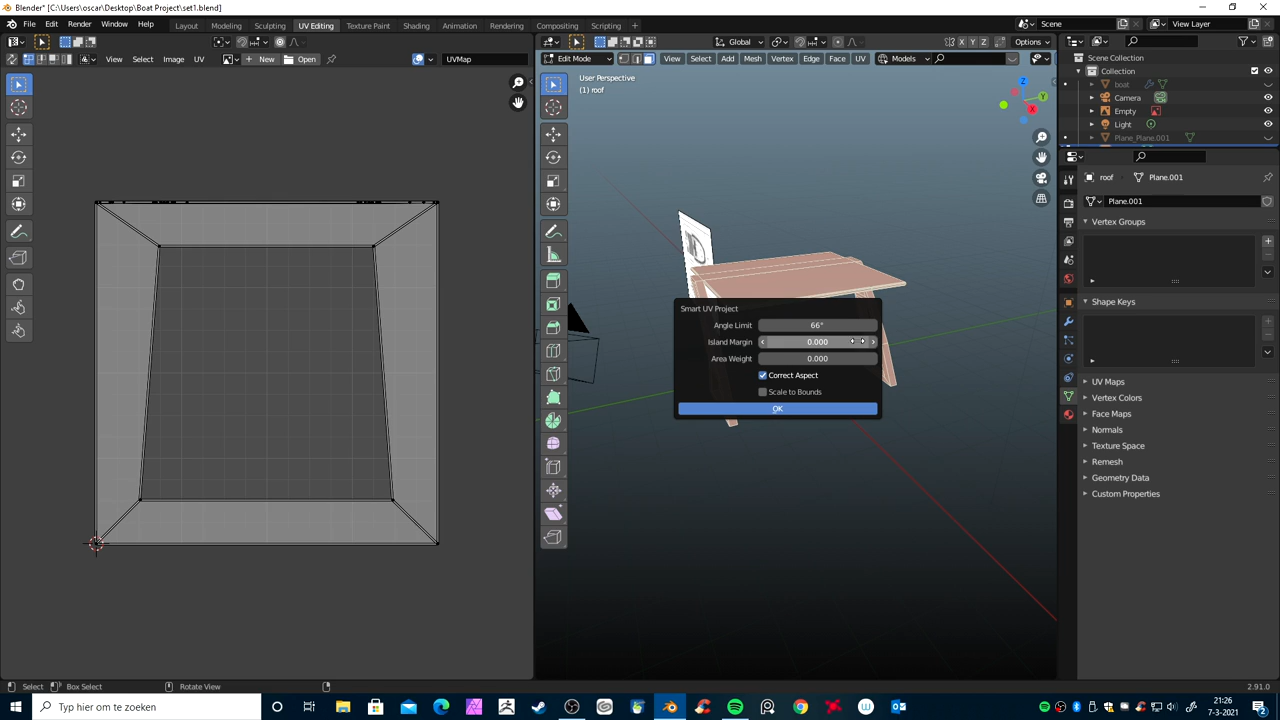 Blender* [C:\Users\oscar\Desktop\Boat Project\set1.blend]
File Edit Render Window Help Layout Modeling Sculpting UV Editing Texture Paint Shading Animation Rendering Compositing Scripting Scene View Layer
Global X Y Z Options
View Select Image UV New Open UVMap Edit Mode View Select Add Mesh Vertex Edge Face UV Models
Scene Collection
Collection
boat
Camera
Empty
Light
Plane_Plane.001
User Perspective
(1) roof
Z
Y
X
roof Plane.001
Plane.001
Vertex Groups
Shape Keys
UV Maps
Vertex Colors
Face Maps
Normals
Texture Space
Remesh
Geometry Data
Custom Properties
Smart UV Project
Angle Limit 66°
Island Margin 0.000
Area Weight 0.000
Correct Aspect
Scale to Bounds
OK
Select Box Select Rotate View 2.91.0
Typ hier om te zoeken
21:26
7-3-2021